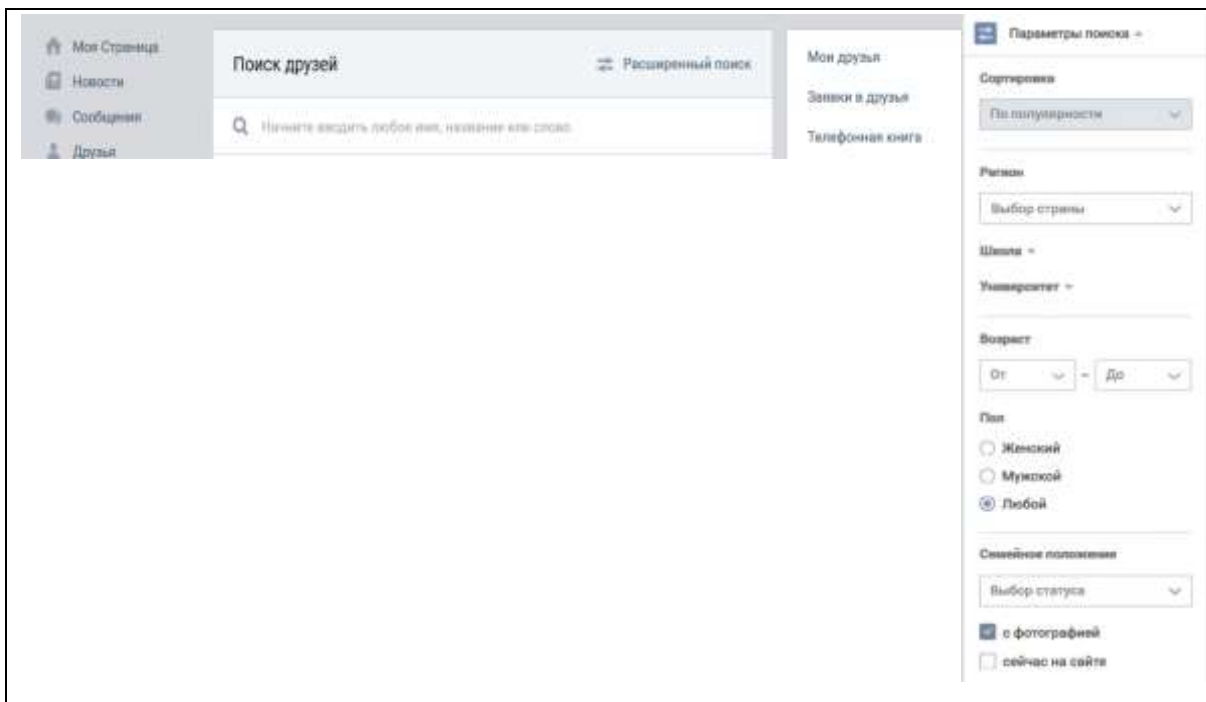 Моя Страница
Новости
Сообщения
Друзья
Поиск друзей
Расширенный поиск
Начните вводить любое имя, название или слово
Мои друзья
Заявки в друзья
Телефонная книга
Параметры поиска
Сортировка
По популярности
Регион
Выбор страны
Школа
Университет
Возраст
От – До
Пол
Женский
Мужской
Любой
Семейное положение
Выбор статуса
с фотографией
сейчас на сайте